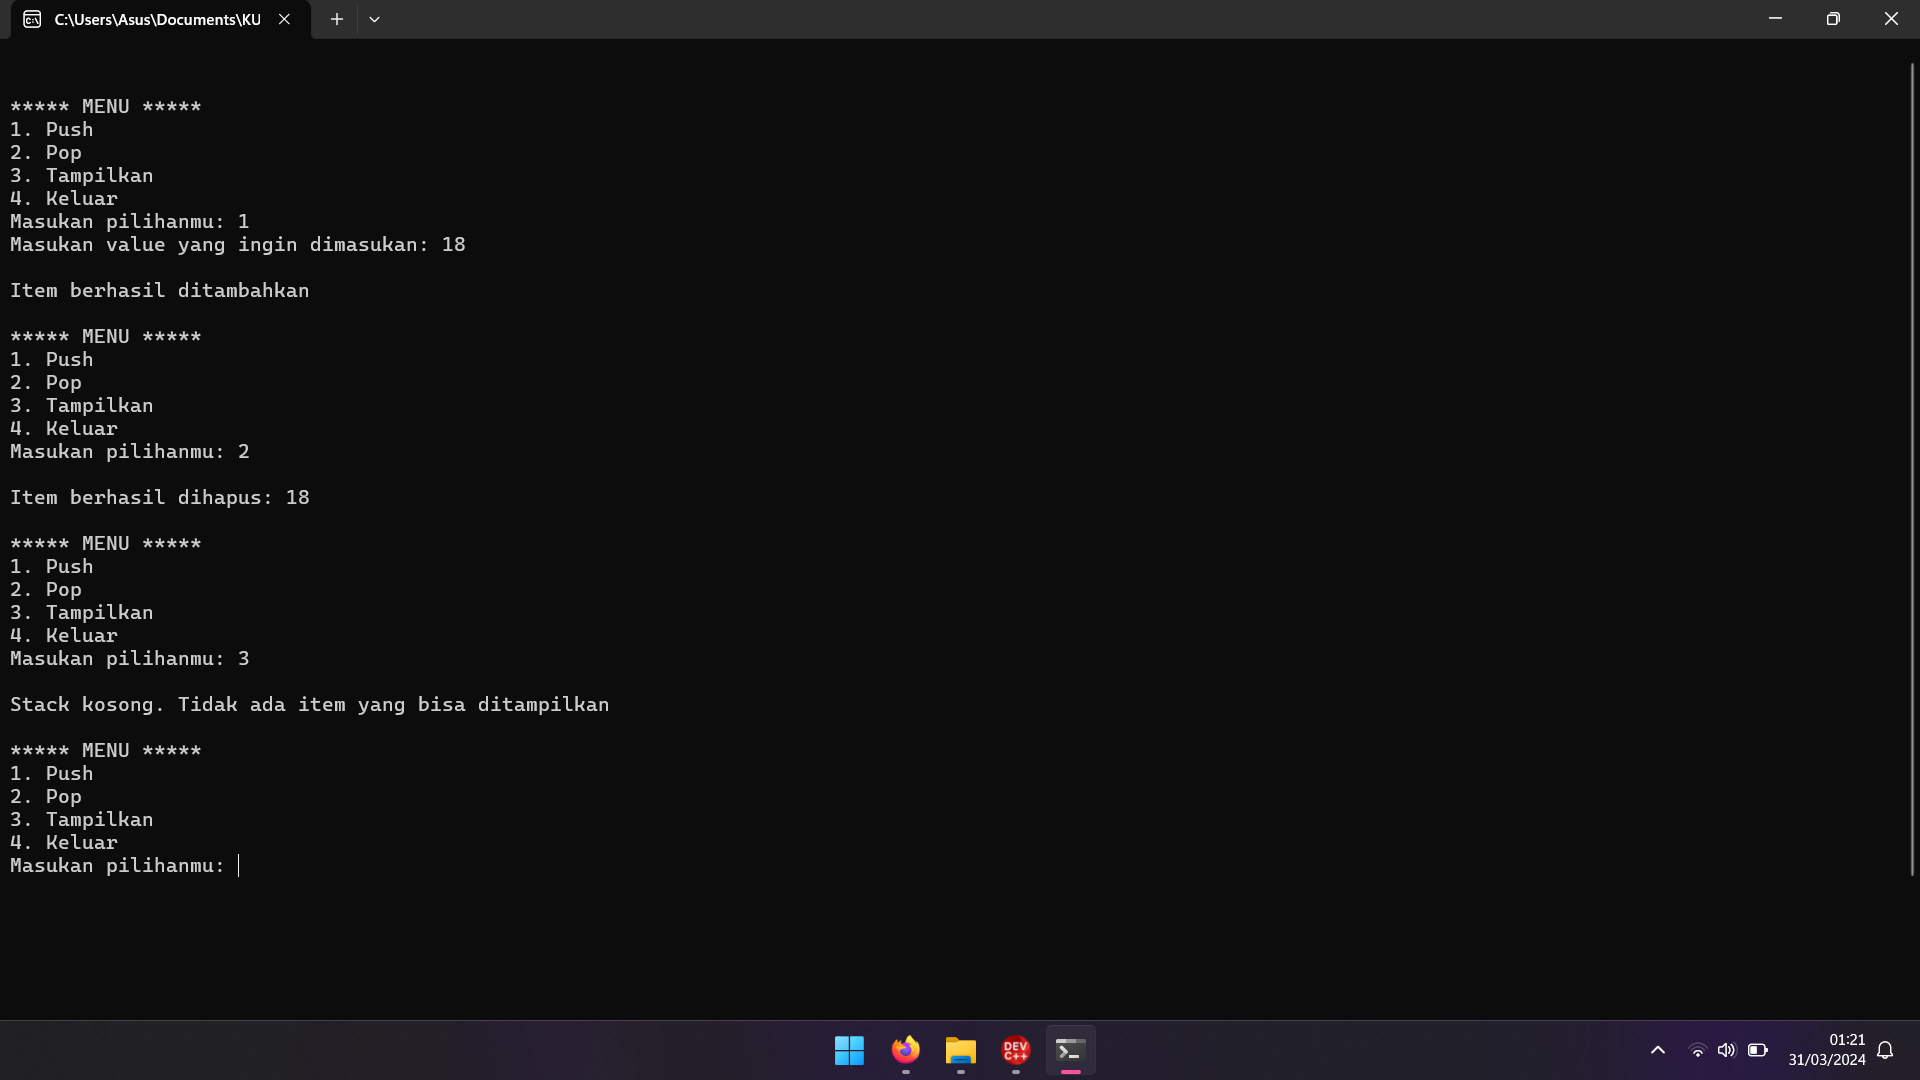 C:\Users\Asus\Documents\KU
***** MENU *****
1. Push
2. Pop
3. Tampilkan
4. Keluar
Masukan pilihanmu: 1
Masukan value yang ingin dimasukan: 18
Item berhasil ditambahkan
***** MENU *****
1. Push
2. Pop
3. Tampilkan
4. Keluar
Masukan pilihanmu: 2
Item berhasil dihapus: 18
***** MENU *****
1. Push
2. Pop
3. Tampilkan
4. Keluar
Masukan pilihanmu: 3
Stack kosong. Tidak ada item yang bisa ditampilkan
***** MENU *****
1. Push
2. Pop
3. Tampilkan
4. Keluar
Masukan pilihanmu:
DEV
C++
01:21
31/03/2024